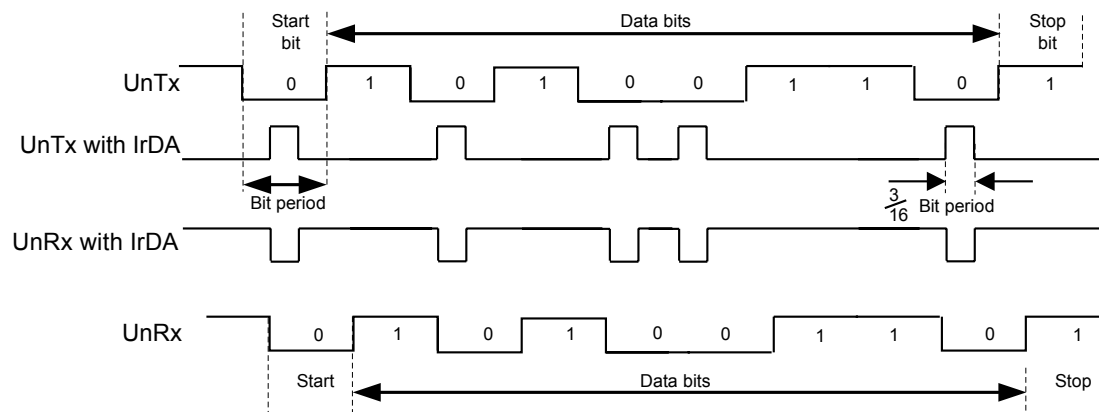 Start bit
Data bits
Stop bit
UnTx
0 1 0 1 0 0 1 1 0 1
UnTx with IrDA
Bit period
3/16 Bit period
UnRx with IrDA
UnRx
0 1 0 1 0 0 1 1 0 1
Start
Data bits
Stop